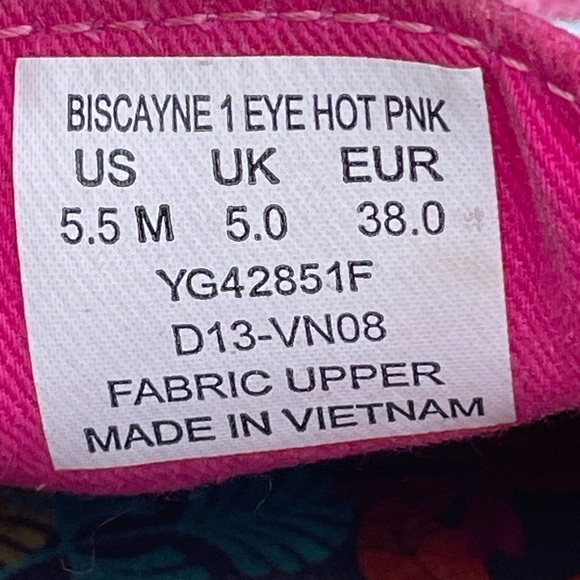 BISCAYNE 1 EYE HOT PNK
US UK EUR
5.5 M 5.0 38.0
YG42851F
D13-VN08
FABRIC UPPER
MADE IN VIETNAM